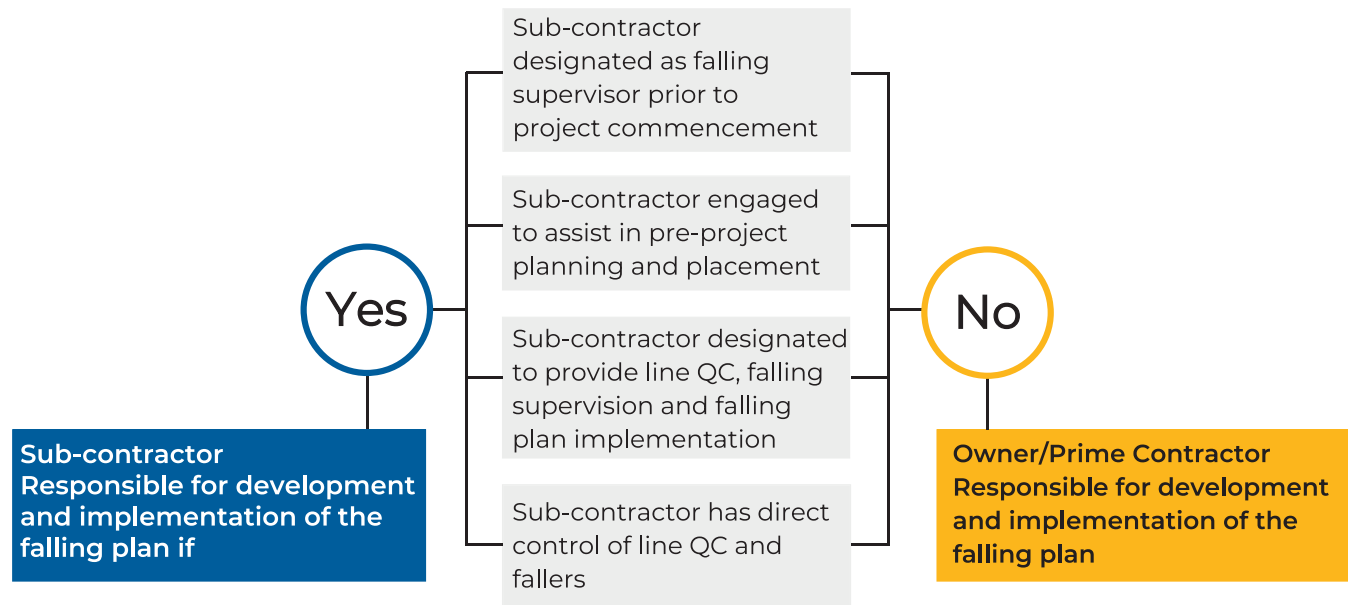 Sub-contractor
designated as falling
supervisor prior to
project commencement
Sub-contractor engaged
to assist in pre-project
planning and placement
Yes
No
Sub-contractor designated
to provide line QC, falling
supervision and falling
plan implementation
Sub-contractor
Responsible for development
and implementation of the
falling plan if
Owner/Prime Contractor
Responsible for development
and implementation of the
falling plan
Sub-contractor has direct
control of line QC and
fallers